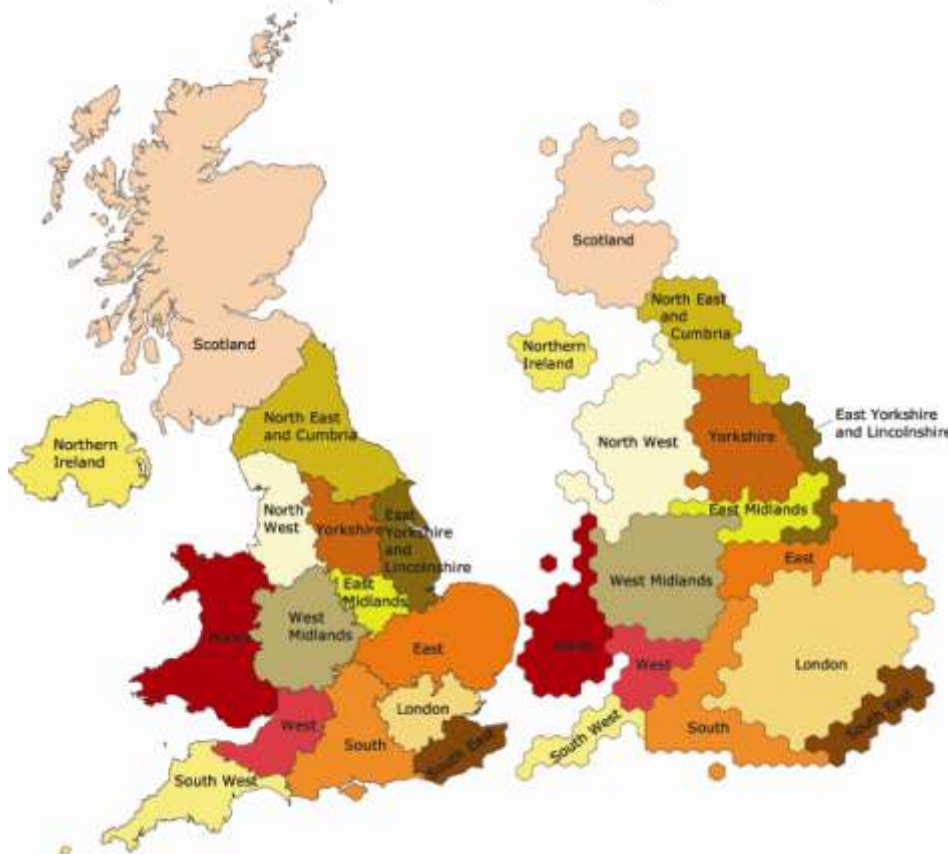 Scotland
North East
and Cumbria
Northern
Ireland
North
West
Yorkshire
East
Yorkshire
and
Lincolnshire
East
Midlands
West
Midlands
Wales
East
London
West
South
South East
South West
Scotland
North East
and
Cumbria
Northern
Ireland
North West
Yorkshire
East Yorkshire
and Lincolnshire
East Midlands
East
West Midlands
Wales
West
London
South West
South
South East